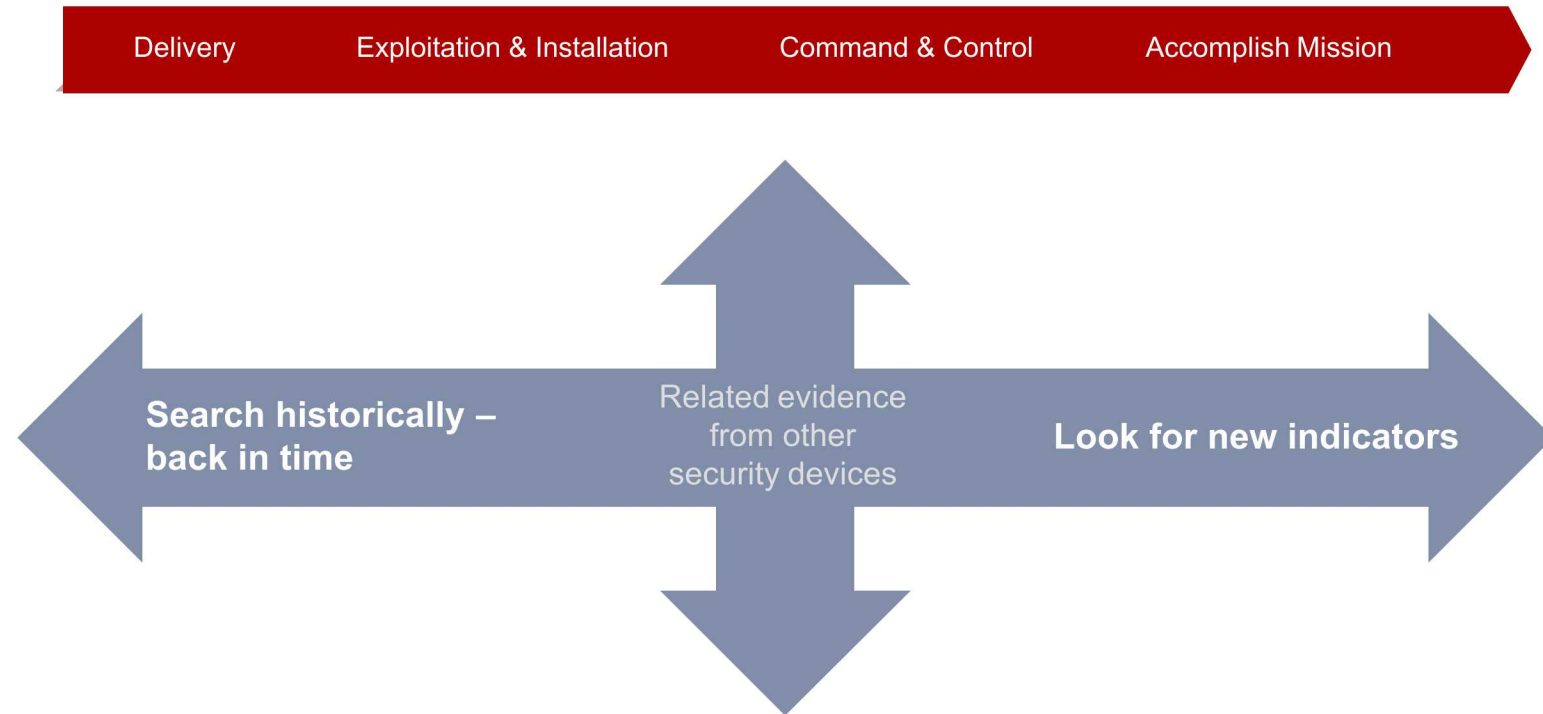 Delivery Exploitation & Installation Command & Control Accomplish Mission
Search historically –
back in time
Related evidence
from other
security devices
Look for new indicators